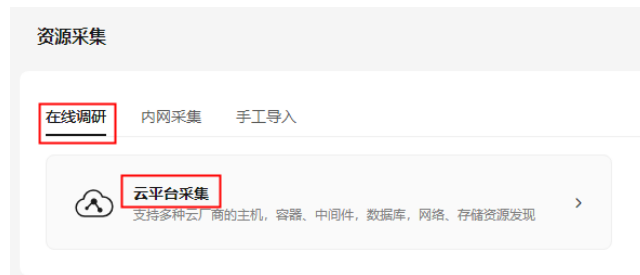 资源采集
在线调研 内网采集 手工导入
云平台采集
支持多种云厂商的主机，容器、中间件，数据库，网络、存储资源发现